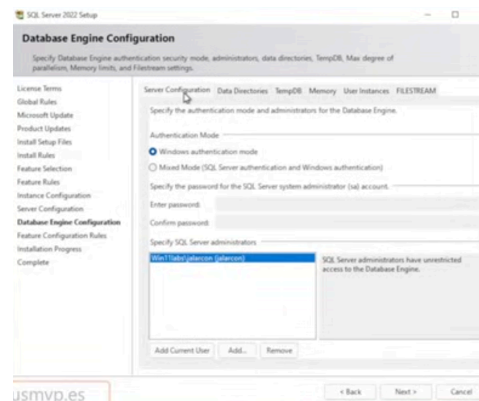 SQL Server 2022 Setup
Database Engine Configuration
Specify Database Engine authentication security mode, administrators, data directories, TempDB, Max degree of
parallelism, Memory limits, and Filestream settings.
License Terms
Global Rules
Microsoft Update
Product Updates
Install Setup Files
Install Rules
Feature Selection
Feature Rules
Instance Configuration
Server Configuration
Database Engine Configuration
Feature Configuration Rules
Installation Progress
Complete
Server Configuration Data Directories TempDB Memory User Instances FILESTREAM
Specify the authentication mode and administrators for the Database Engine.
Authentication Mode
Windows authentication mode
Mixed Mode (SQL Server authentication and Windows authentication)
Specify the password for the SQL Server system administrator (sa) account.
Enter password:
Confirm password:
Specify SQL Server administrators
Win11labs\jalarcon (jalarcon)
SQL Server administrators have unrestricted
access to the Database Engine.
Add Current User Add... Remove
< Back Next > Cancel
usmvp.es